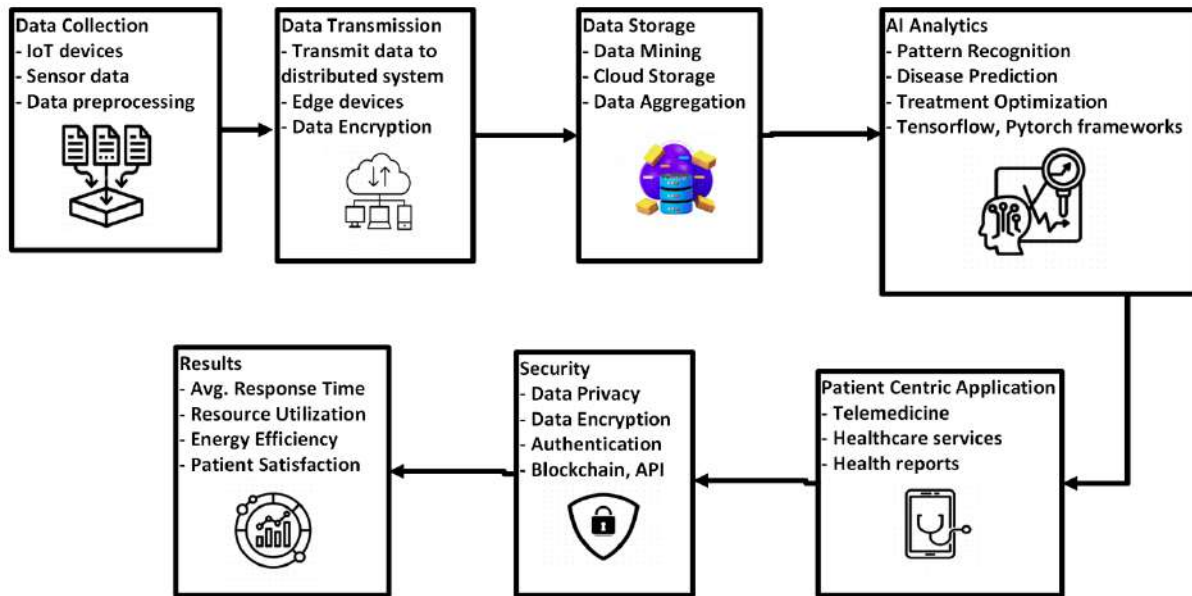 Data Collection
- IoT devices
- Sensor data
- Data preprocessing
Data Transmission
- Transmit data to
distributed system
- Edge devices
- Data Encryption
Data Storage
- Data Mining
- Cloud Storage
- Data Aggregation
AI Analytics
- Pattern Recognition
- Disease Prediction
- Treatment Optimization
- Tensorflow, Pytorch frameworks
Results
- Avg. Response Time
- Resource Utilization
- Energy Efficiency
- Patient Satisfaction
Security
- Data Privacy
- Data Encryption
- Authentication
- Blockchain, API
Patient Centric Application
- Telemedicine
- Healthcare services
- Health reports